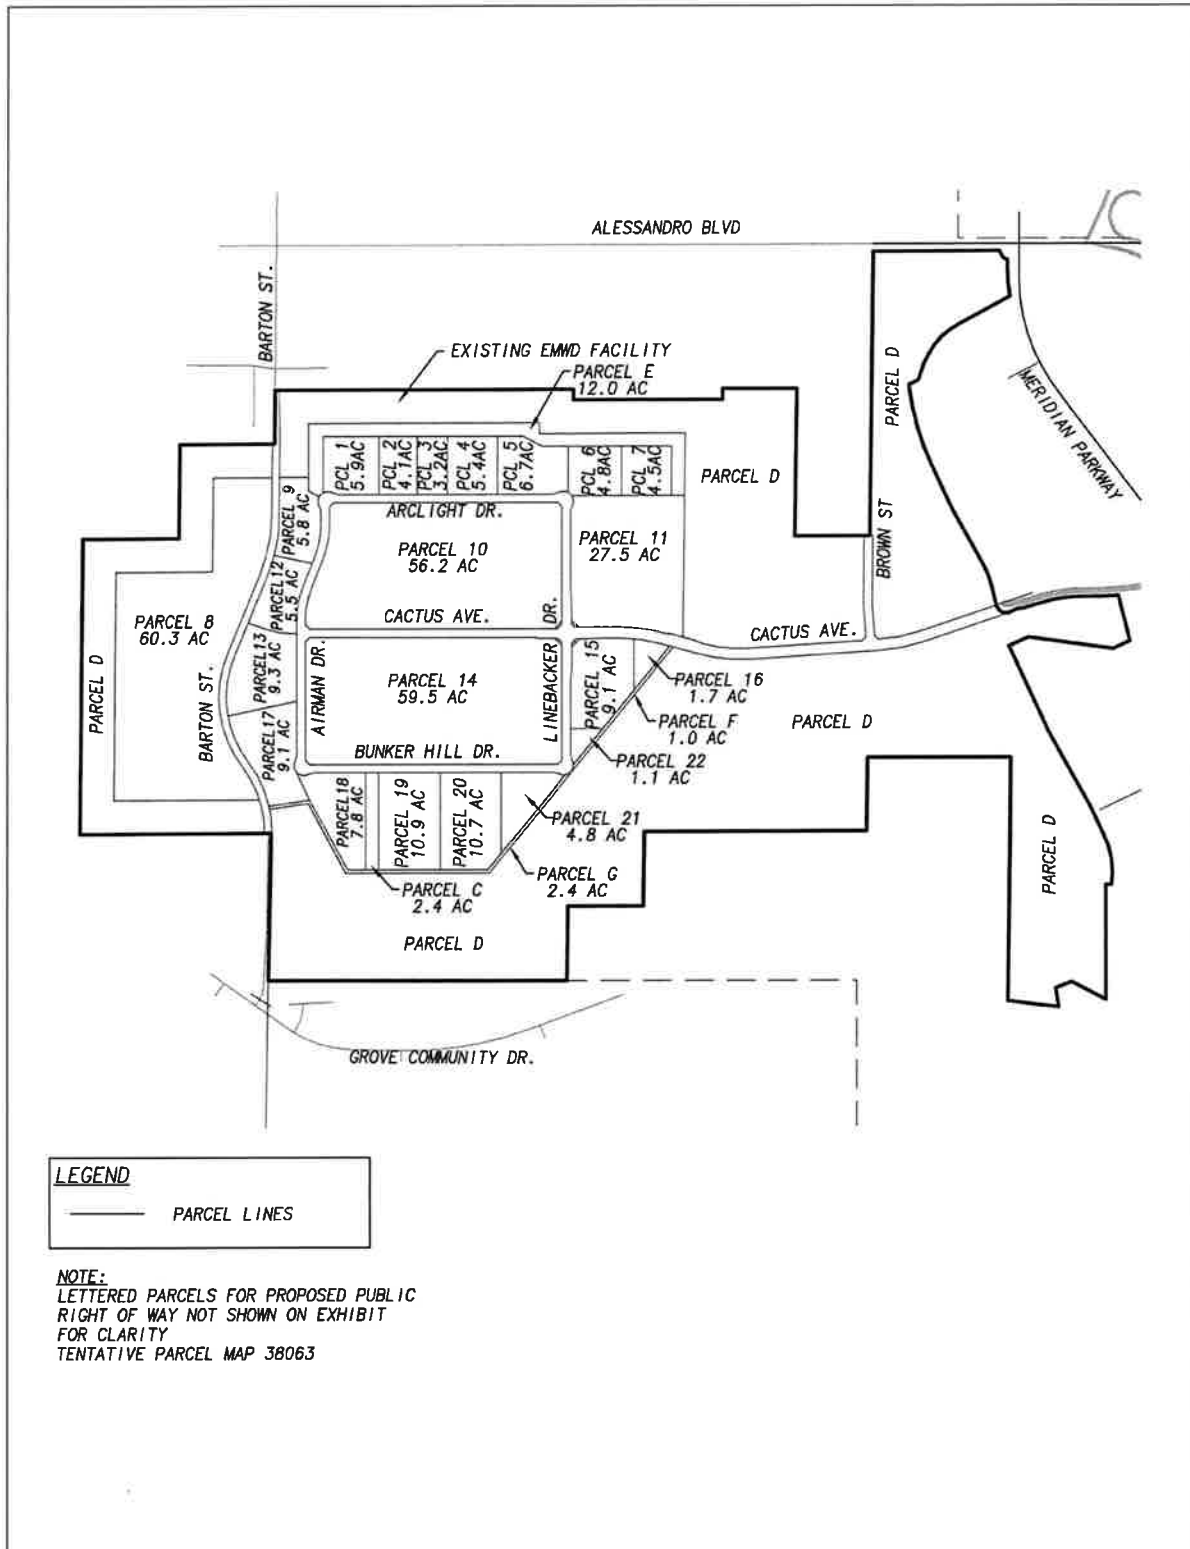 ALESSANDRO BLVD
BARTON ST.
EXISTING EMWD FACILITY
PARCEL E
12.0 AC
PCL 1
5.9AC
PCL 2
4.1AC
PCL 3
3.2AC
PCL 4
5.4AC
PCL 5
6.7AC
PCL 6
4.8AC
PCL 7
4.5AC
PARCEL D
PARCEL D
BROWN ST
MERIDIAN PARKWAY
PARCEL 9
5.8 AC
ARCLIGHT DR.
PARCEL 10
56.2 AC
PARCEL 11
27.5 AC
PARCEL12
5.5 AC
CACTUS AVE.
LINEBACKER DR.
CACTUS AVE.
PARCEL 8
60.3 AC
PARCEL D
BARTON ST.
PARCEL13
9.3 AC
AIRMAN DR.
PARCEL 14
59.5 AC
PARCEL 15
9.1 AC
PARCEL 16
1.7 AC
PARCEL F
1.0 AC
PARCEL D
PARCEL17
9.1 AC
BUNKER HILL DR.
PARCEL 22
1.1 AC
PARCEL18
7.8 AC
PARCEL 19
10.9 AC
PARCEL 20
10.7 AC
PARCEL 21
4.8 AC
PARCEL G
2.4 AC
PARCEL C
2.4 AC
PARCEL D
PARCEL D
GROVE COMMUNITY DR.
LEGEND
PARCEL LINES
NOTE:
LETTERED PARCELS FOR PROPOSED PUBLIC
RIGHT OF WAY NOT SHOWN ON EXHIBIT
FOR CLARITY
TENTATIVE PARCEL MAP 38063